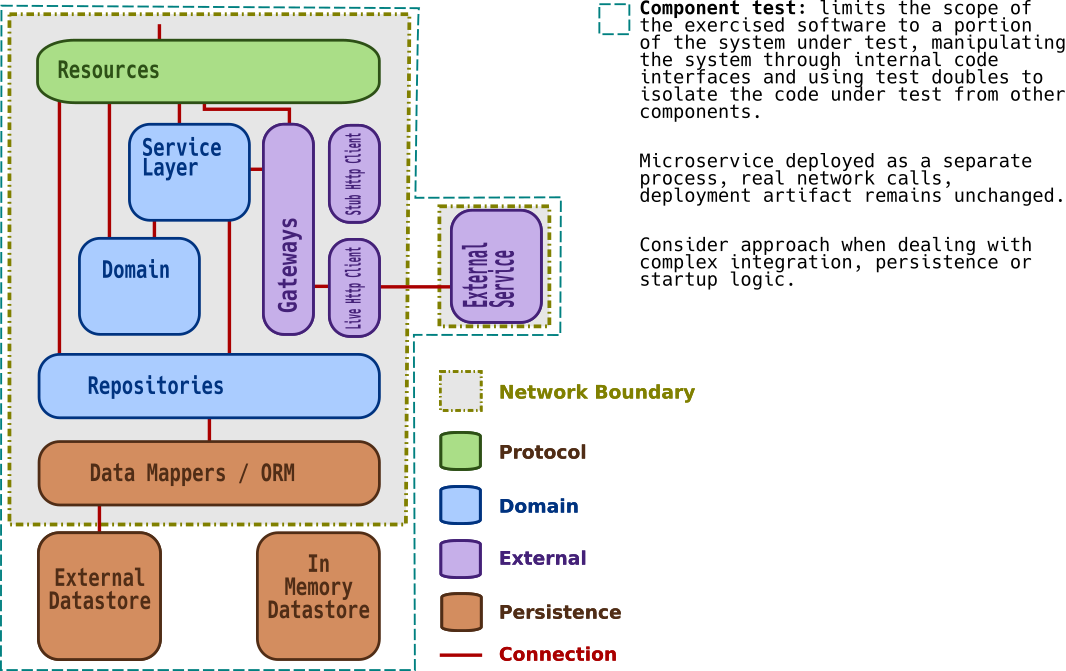 Component test: limits the scope of
the exercised software to a portion
of the system under test, manipulating
the system through internal code
interfaces and using test doubles to
isolate the code under test from other
components.
Microservice deployed as a separate
process, real network calls,
deployment artifact remains unchanged.
Consider approach when dealing with
complex integration, persistence or
startup logic.
Resources
Service
Layer
Domain
Gateways
Stub Http Client
Live Http Client
External
Service
Repositories
Data Mappers / ORM
External
Datastore
In
Memory
Datastore
Network Boundary
Protocol
Domain
External
Persistence
Connection